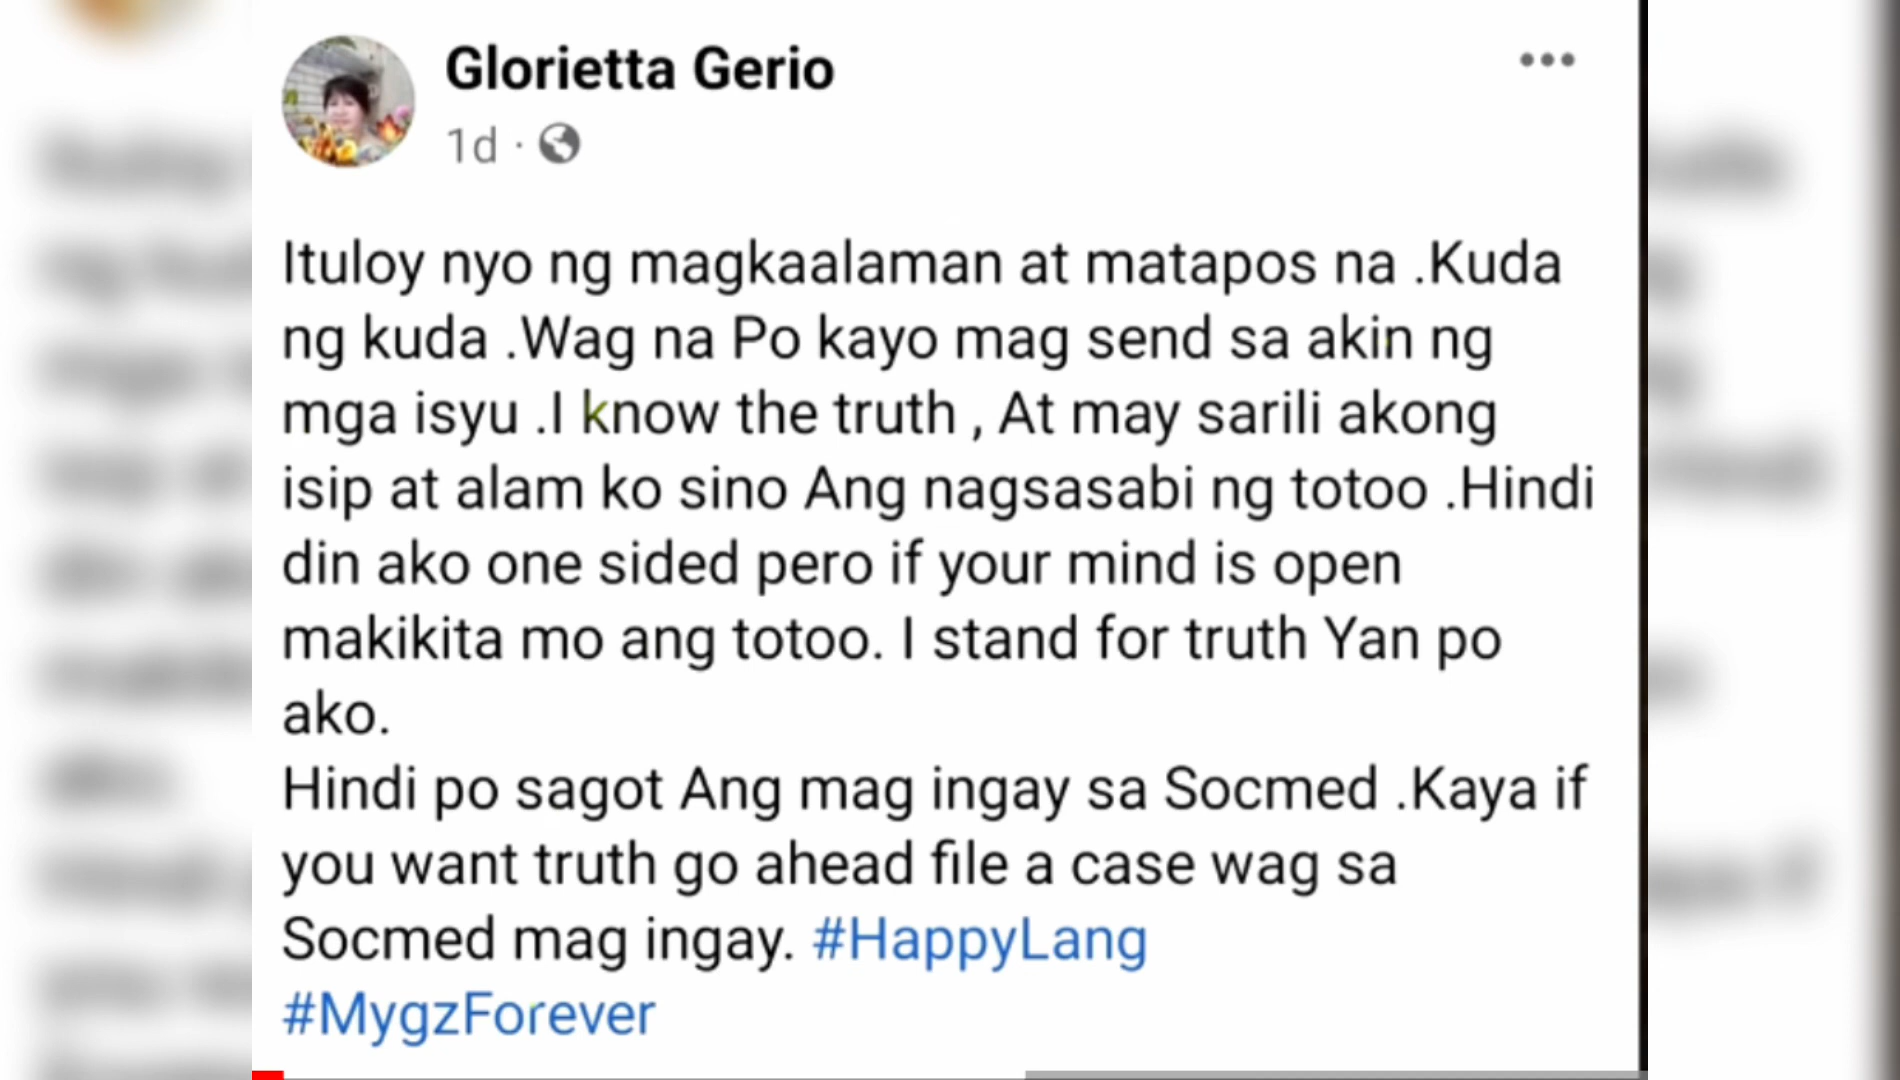 Glorietta Gerio
1d ·
Ituloy nyo ng magkaalaman at matapos na .Kuda
ng kuda .Wag na Po kayo mag send sa akin ng
mga isyu .I know the truth , At may sarili akong
isip at alam ko sino Ang nagsasabi ng totoo .Hindi
din ako one sided pero if your mind is open
makikita mo ang totoo. I stand for truth Yan po
ako.
Hindi po sagot Ang mag ingay sa Socmed .Kaya if
you want truth go ahead file a case wag sa
Socmed mag ingay. #HappyLang
#MygzForever